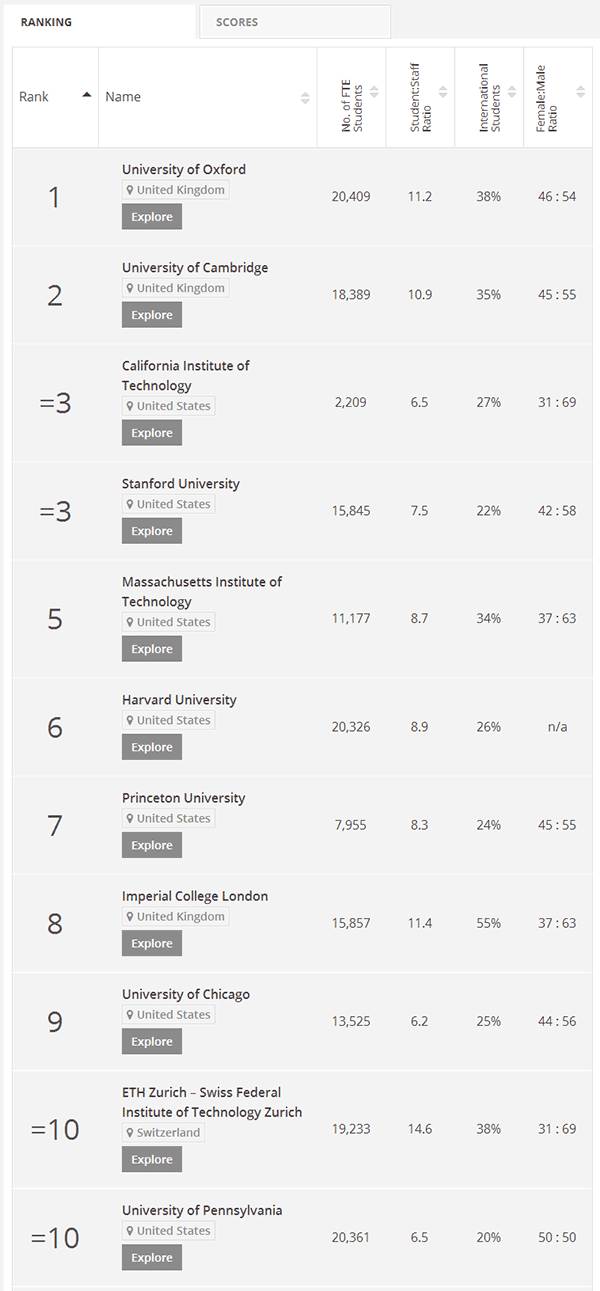 RANKING SCORES
Rank Name No. of FTE Students Student:Staff Ratio International Students Female:Male Ratio
1 University of Oxford 20,409 11.2 38% 46 : 54
United Kingdom
Explore
2 University of Cambridge 18,389 10.9 35% 45 : 55
United Kingdom
Explore
=3 California Institute of
Technology 2,209 6.5 27% 31 : 69
United States
Explore
=3 Stanford University 15,845 7.5 22% 42 : 58
United States
Explore
5 Massachusetts Institute of
Technology 11,177 8.7 34% 37 : 63
United States
Explore
6 Harvard University 20,326 8.9 26% n/a
United States
Explore
7 Princeton University 7,955 8.3 24% 45 : 55
United States
Explore
8 Imperial College London 15,857 11.4 55% 37 : 63
United Kingdom
Explore
9 University of Chicago 13,525 6.2 25% 44 : 56
United States
Explore
=10 ETH Zurich – Swiss Federal
Institute of Technology Zurich 19,233 14.6 38% 31 : 69
Switzerland
Explore
=10 University of Pennsylvania 20,361 6.5 20% 50 : 50
United States
Explore